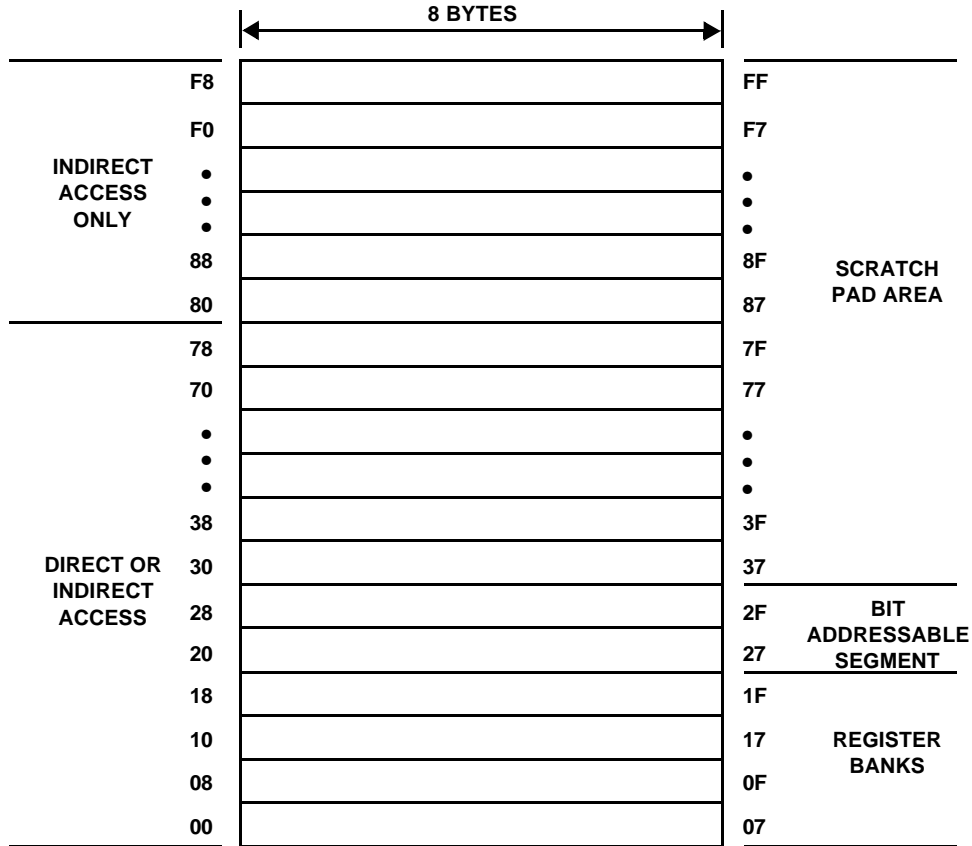 8 BYTES
F8 FF
F0 F7
INDIRECT
ACCESS
ONLY
88 8F
SCRATCH
PAD AREA
80 87
78 7F
70 77
38 3F
DIRECT OR
INDIRECT
ACCESS
30 37
28 2F
BIT
ADDRESSABLE
SEGMENT
20 27
18 1F
10 17
REGISTER
BANKS
08 0F
00 07